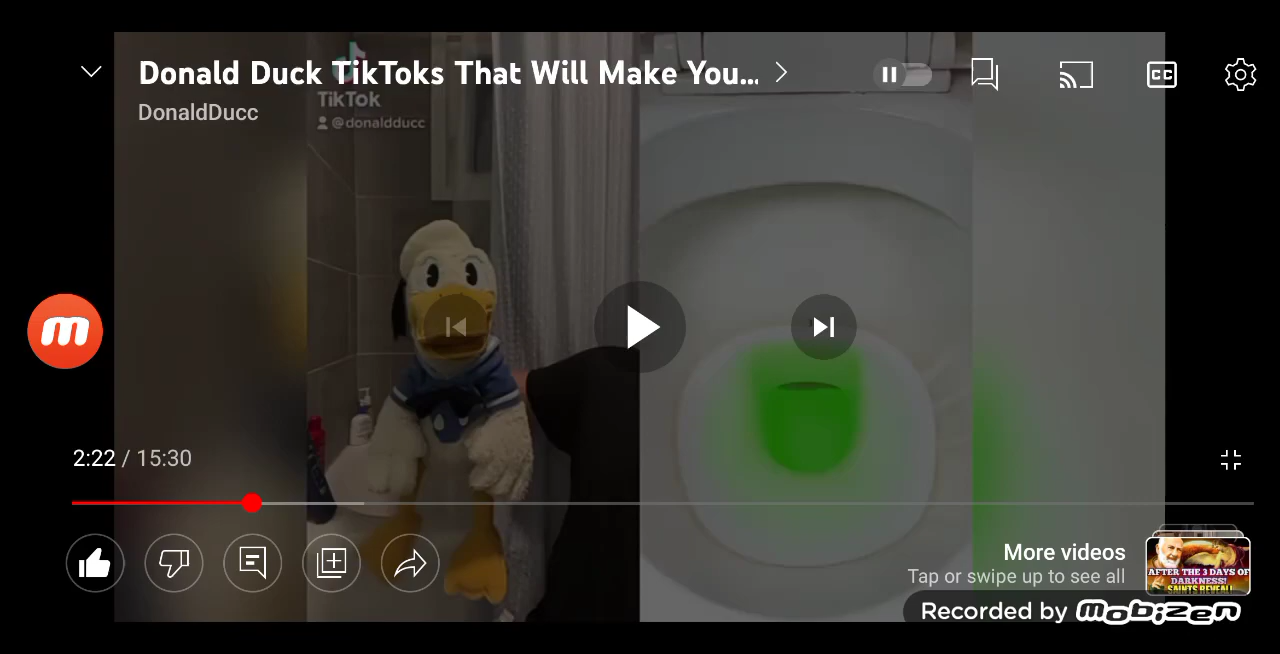 Donald Duck TikToks That Will Make You...
DonaldDucc
TikTok
@donaldducc
CC
m
2:22 / 15:30
More videos
Tap or swipe up to see all
AFTER THE 3 DAYS OF
DARKNESS!
SAINTS REVEAL!
Recorded by mobizen